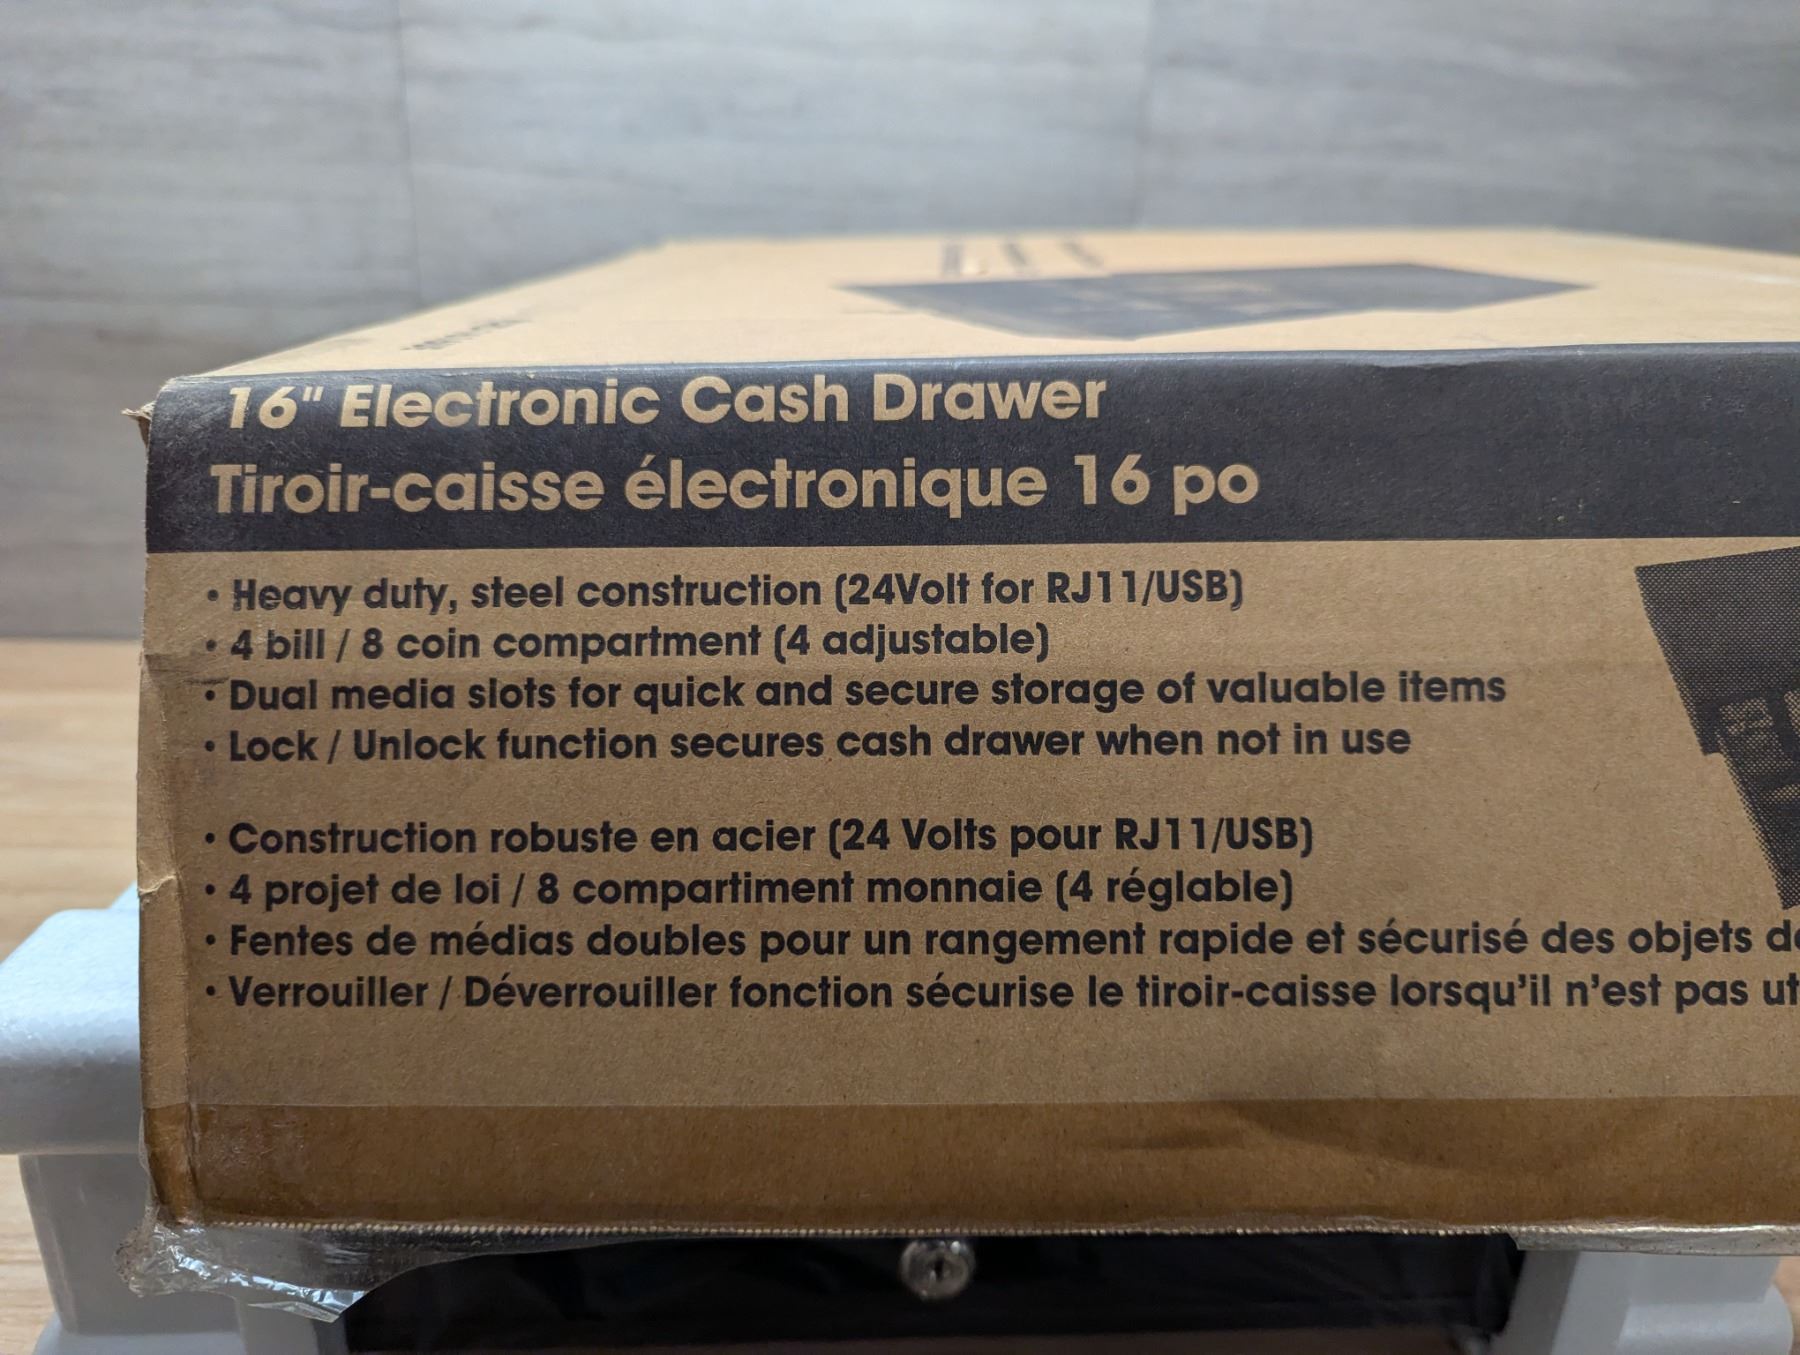 16" Electronic Cash Drawer
Tiroir-caisse électronique 16 po
• Heavy duty, steel construction (24Volt for RJ11/USB)
• 4 bill / 8 coin compartment (4 adjustable)
• Dual media slots for quick and secure storage of valuable items
• Lock / Unlock function secures cash drawer when not in use
• Construction robuste en acier (24 Volts pour RJ11/USB)
• 4 projet de loi / 8 compartiment monnaie (4 réglable)
• Fentes de médias doubles pour un rangement rapide et sécurisé des objets
• Verrouiller / Déverrouiller fonction sécurise le tiroir-caisse lorsqu'il n'est pas